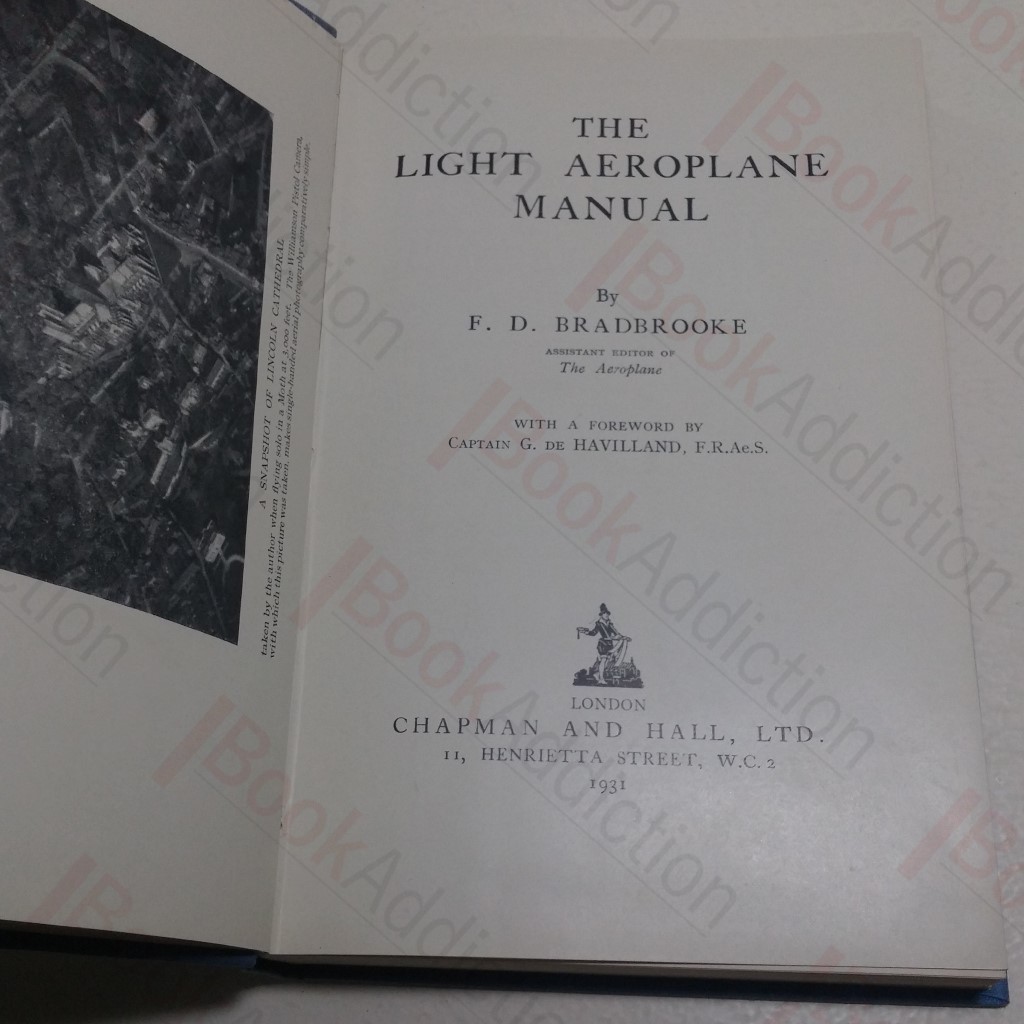 A SNAPSHOT OF LINCOLN CATHEDRAL
taken by the author when flying solo in a Moth at 3,000 feet. The Williamson Pistol Camera,
with which this picture was taken, makes single-handed aerial photography comparatively simple.
THE
LIGHT AEROPLANE
MANUAL
By
F. D. BRADBROOKE
ASSISTANT EDITOR OF
The Aeroplane
WITH A FOREWORD BY
CAPTAIN G. DE HAVILLAND, F.R.Ae.S.
LONDON
CHAPMAN AND HALL, LTD.
11, HENRIETTA STREET, W.C. 2
1931
BookAddiction